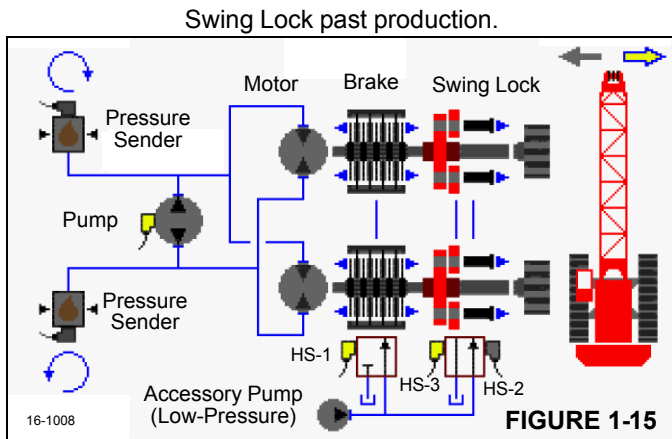 Swing Lock past production.
Motor
Brake
Swing Lock
Pressure
Sender
Pump
Pressure
Sender
HS-1
HS-3
HS-2
Accessory Pump
(Low-Pressure)
16-1008
FIGURE 1-15